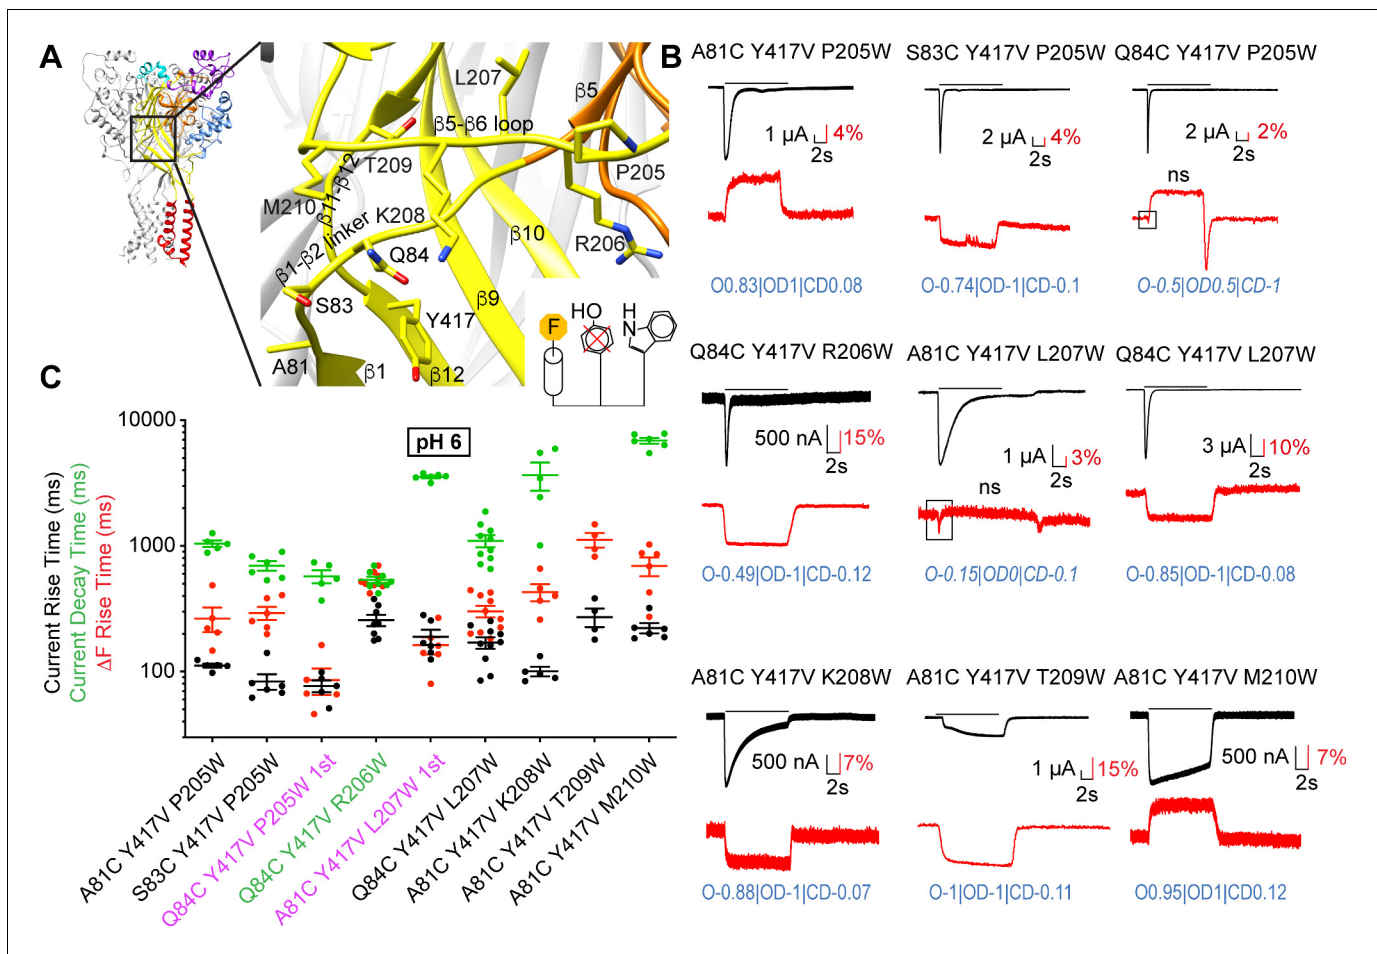 A
L207
β5
β5-β6 loop
T209
P205
β11-β12
M210
K208
β1-β2 linker
Q84
β10
R206
S83
β9
Y417
A81
β1
β12
HO
F
H
N
B
A81C Y417V P205W
1 µA
4%
2s
O0.83|OD1|CD0.08
S83C Y417V P205W
2 µA
4%
2s
O-0.74|OD-1|CD-0.1
Q84C Y417V P205W
2 µA
2%
2s
ns
O-0.5|OD0.5|CD-1
Q84C Y417V R206W
500 nA
15%
2s
O-0.49|OD-1|CD-0.12
A81C Y417V L207W
1 µA
3%
2s
ns
O-0.15|OD0|CD-0.1
Q84C Y417V L207W
3 µA
10%
2s
O-0.85|OD-1|CD-0.08
A81C Y417V K208W
500 nA
7%
2s
O-0.88|OD-1|CD-0.07
A81C Y417V T209W
1 µA
15%
2s
O-1|OD-1|CD-0.11
A81C Y417V M210W
500 nA
7%
2s
O0.95|OD1|CD0.12
C
Current Rise Time (ms)
Current Decay Time (ms)
ΔF Rise Time (ms)
10000
1000
100
pH 6
A81C Y417V P205W
S83C Y417V P205W
Q84C Y417V P205W 1st
Q84C Y417V R206W
A81C Y417V L207W 1st
Q84C Y417V L207W
A81C Y417V K208W
A81C Y417V T209W
A81C Y417V M210W